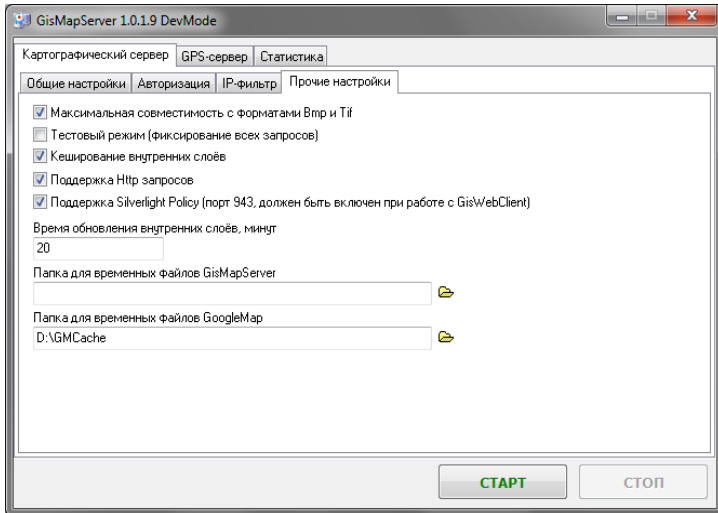 GisMapServer 1.0.1.9 DevMode
Картографический сервер GPS-сервер Статистика
Общие настройки Авторизация IP-фильтр Прочие настройки
Максимальная совместимость с форматами Bmp и Tif
Тестовый режим (фиксирование всех запросов)
Кеширование внутренних слоёв
Поддержка Http запросов
Поддержка Silverlight Policy (порт 943, должен быть включен при работе с GisWebClient)
Время обновления внутренних слоёв, минут
20
Папка для временных файлов GisMapServer
Папка для временных файлов GoogleMap
D:\GMCache
СТАРТ СТОП